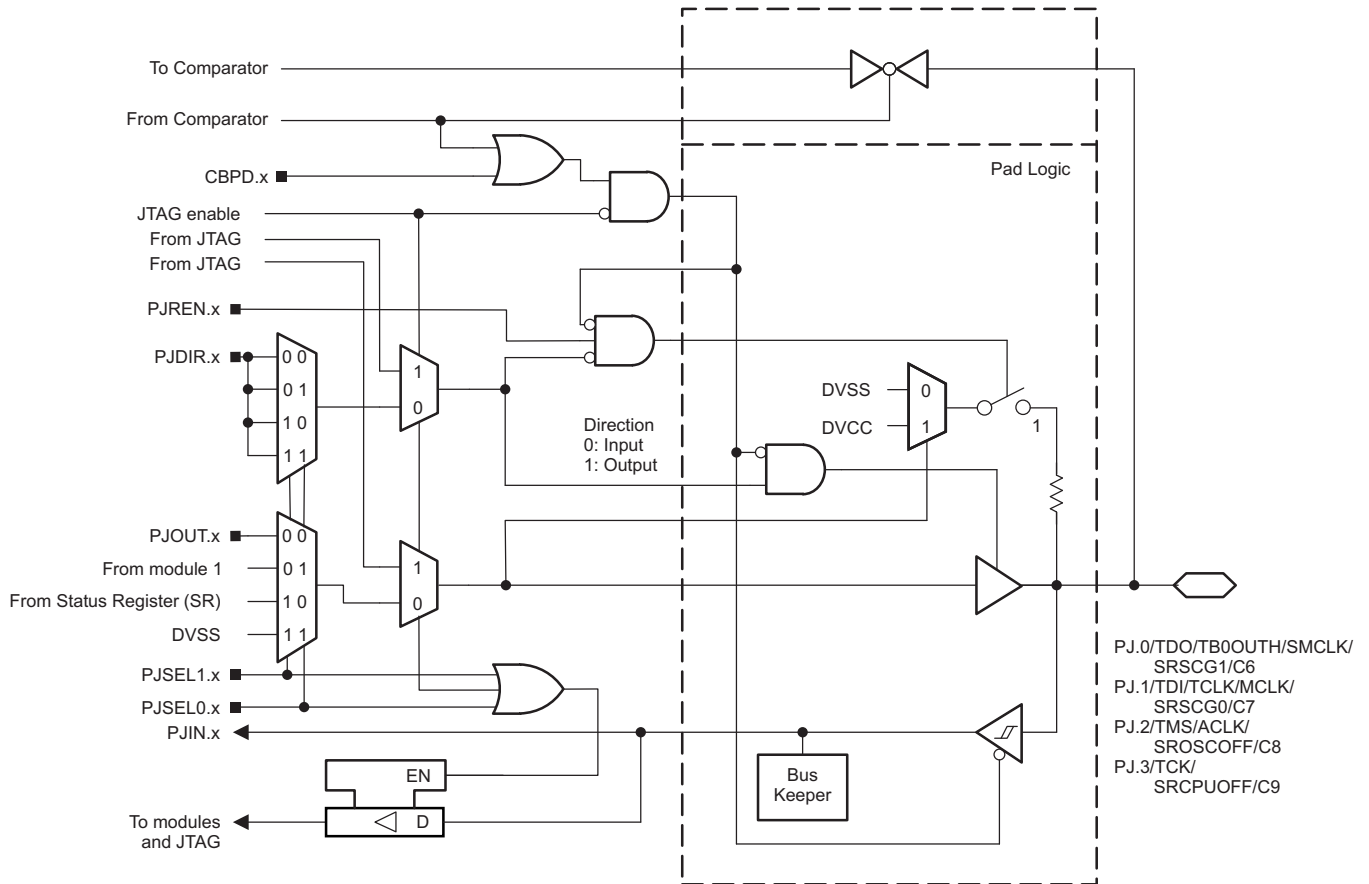 To Comparator
From Comparator
Pad Logic
CBPD.x
JTAG enable
From JTAG
From JTAG
PJREN.x
PJDIR.x
0 0
0 1
1 0
1 1
1
0
Direction
0: Input
1: Output
DVSS
DVCC
0
1
1
PJOUT.x
From module 1
From Status Register (SR)
DVSS
0 0
0 1
1 0
1 1
1
0
PJSEL1.x
PJSEL0.x
PJIN.x
EN
D
To modules
and JTAG
Bus
Keeper
PJ.0/TDO/TB0OUTH/SMCLK/
SRSCG1/C6
PJ.1/TDI/TCLK/MCLK/
SRSCG0/C7
PJ.2/TMS/ACLK/
SROSCOFF/C8
PJ.3/TCK/
SRCPUOFF/C9